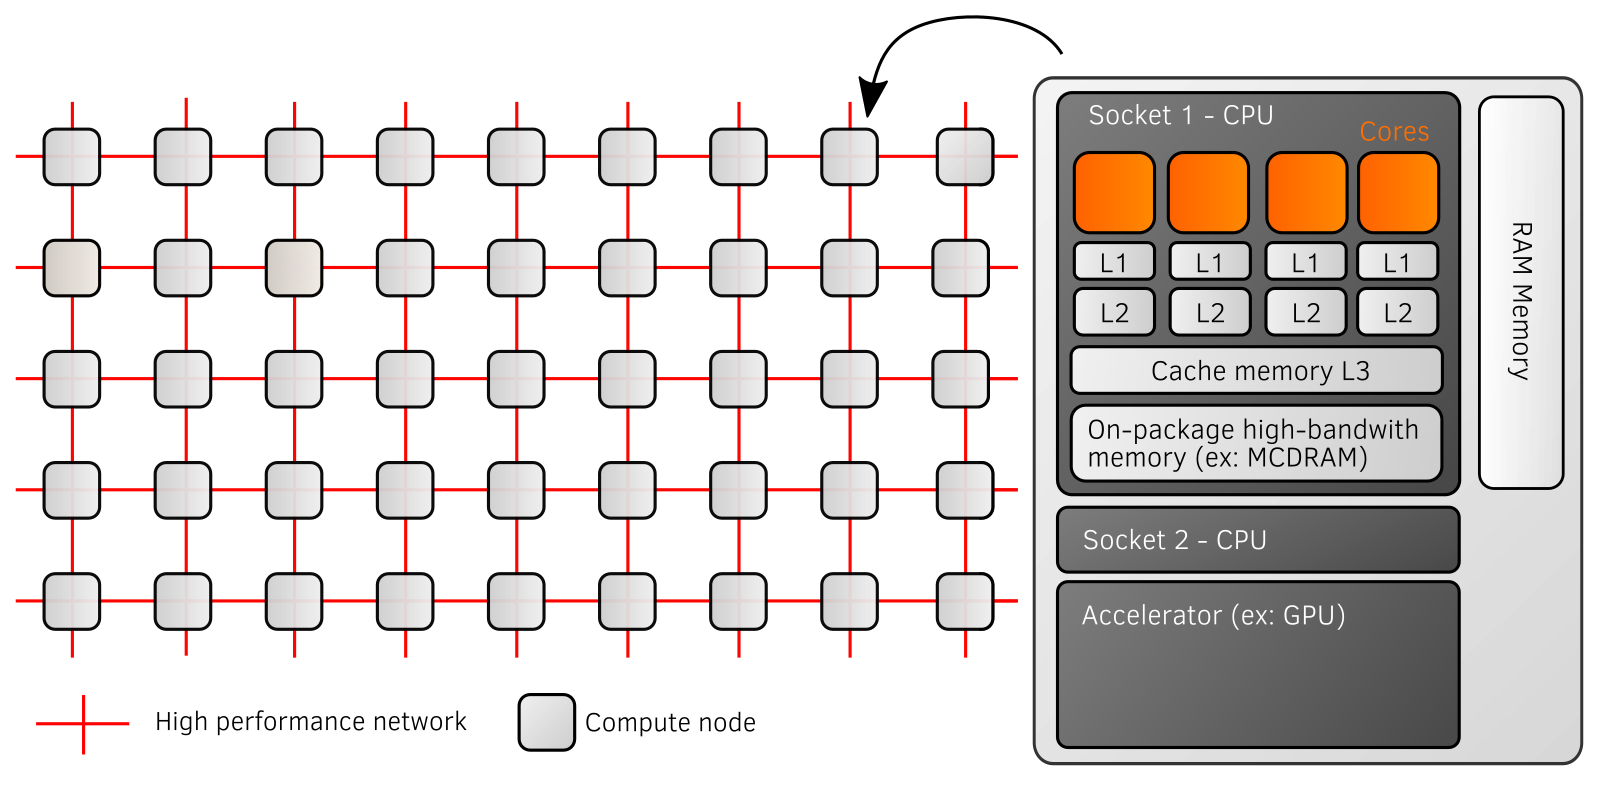 Socket 1 - CPU
Cores
L1 L1 L1 L1
L2 L2 L2 L2
Cache memory L3
On-package high-bandwith
memory (ex: MCDRAM)
RAM Memory
Socket 2 - CPU
Accelerator (ex: GPU)
High performance network
Compute node